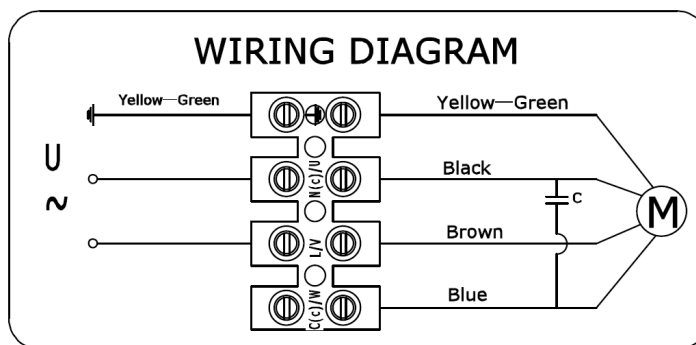 WIRING DIAGRAM
Yellow—Green
Yellow—Green
U
~
N(c)/U
Black
C
M
L/V
Brown
C(c)/W
Blue